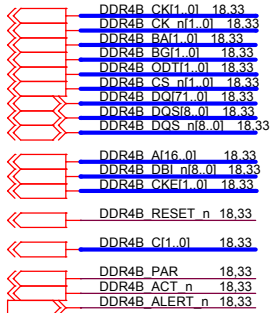 DDR4B_CK[1..0] 18,33
DDR4B_CK_n[1..0] 18,33
DDR4B_BA[1..0] 18,33
DDR4B_BG[1..0] 18,33
DDR4B_ODT[1..0] 18,33
DDR4B_CS_n[1..0] 18,33
DDR4B_DQ[71..0] 18,33
DDR4B_DQS[8..0] 18,33
DDR4B_DQS_n[8..0] 18,33
DDR4B_A[16..0] 18,33
DDR4B_DBI_n[8..0] 18,33
DDR4B_CKE[1..0] 18,33
DDR4B_RESET_n 18,33
DDR4B_C[1..0] 18,33
DDR4B_PAR 18,33
DDR4B_ACT_n 18,33
DDR4B_ALERT_n 18,33